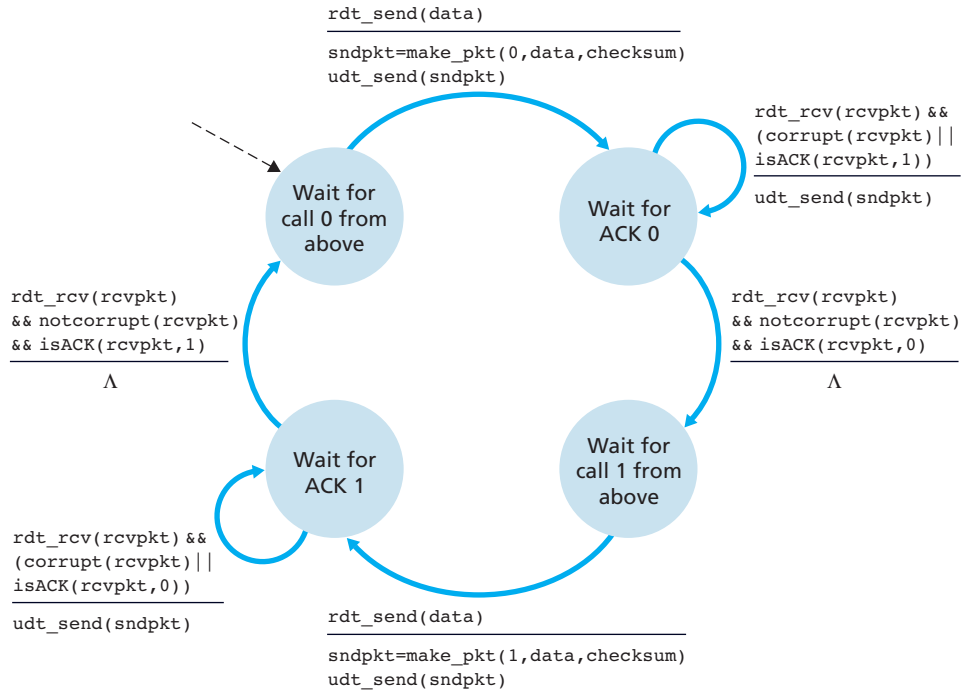 rdt_send(data)
sndpkt=make_pkt(0,data,checksum)
udt_send(sndpkt)
rdt_rcv(rcvpkt) &&
(corrupt(rcvpkt)||
isACK(rcvpkt,1))
udt_send(sndpkt)
Wait for
call 0 from
above
Wait for
ACK 0
rdt_rcv(rcvpkt)
&& notcorrupt(rcvpkt)
&& isACK(rcvpkt,1)
Λ
rdt_rcv(rcvpkt)
&& notcorrupt(rcvpkt)
&& isACK(rcvpkt,0)
Λ
Wait for
ACK 1
Wait for
call 1 from
above
rdt_rcv(rcvpkt) &&
(corrupt(rcvpkt)||
isACK(rcvpkt,0))
udt_send(sndpkt)
rdt_send(data)
sndpkt=make_pkt(1,data,checksum)
udt_send(sndpkt)